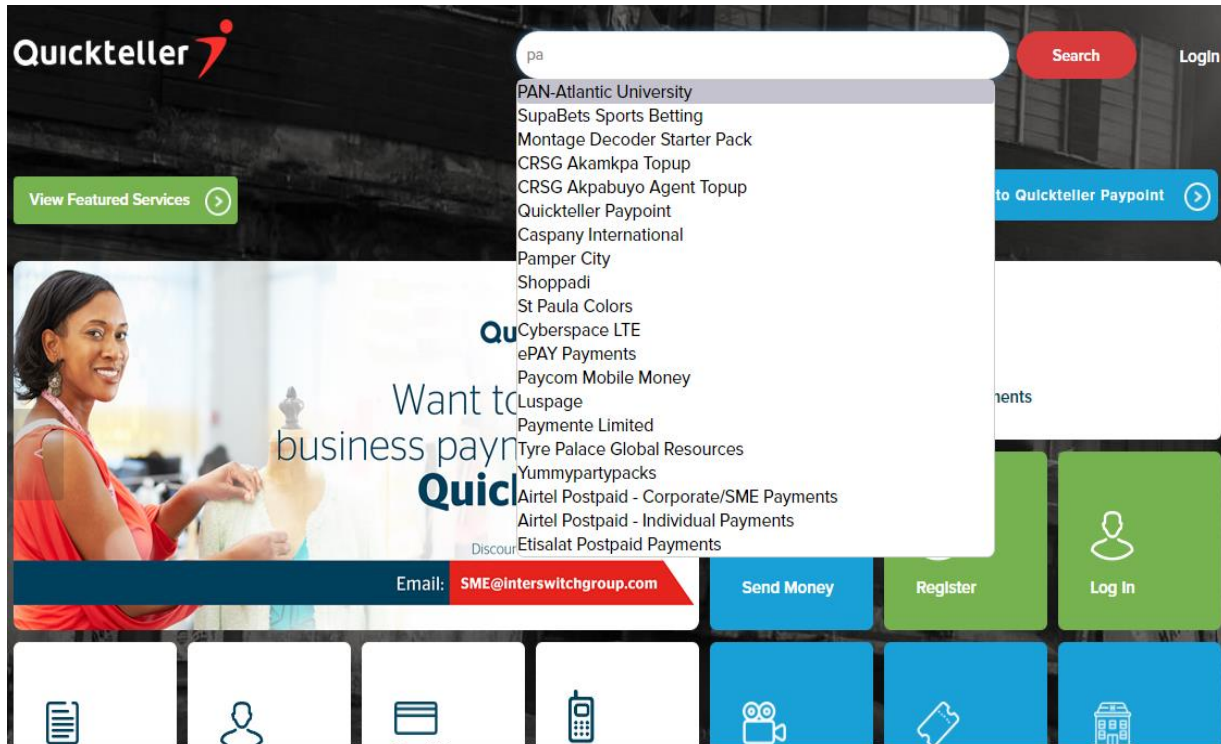 Quickteller
pa
Search
Login
PAN-Atlantic University
SupaBets Sports Betting
Montage Decoder Starter Pack
CRSG Akamkpa Topup
CRSG Akpabuyo Agent Topup
Quickteller Paypoint
Caspany International
Pamper City
Shoppadi
St Paula Colors
Cyberspace LTE
ePAY Payments
Paycom Mobile Money
Luspage
Paymente Limited
Tyre Palace Global Resources
Yummypartypacks
Airtel Postpaid - Corporate/SME Payments
Airtel Postpaid - Individual Payments
Etisalat Postpaid Payments
View Featured Services
to Quickteller Paypoint
Want to
business
Email: SME@interswitchgroup.com
Send Money
Register
Log In